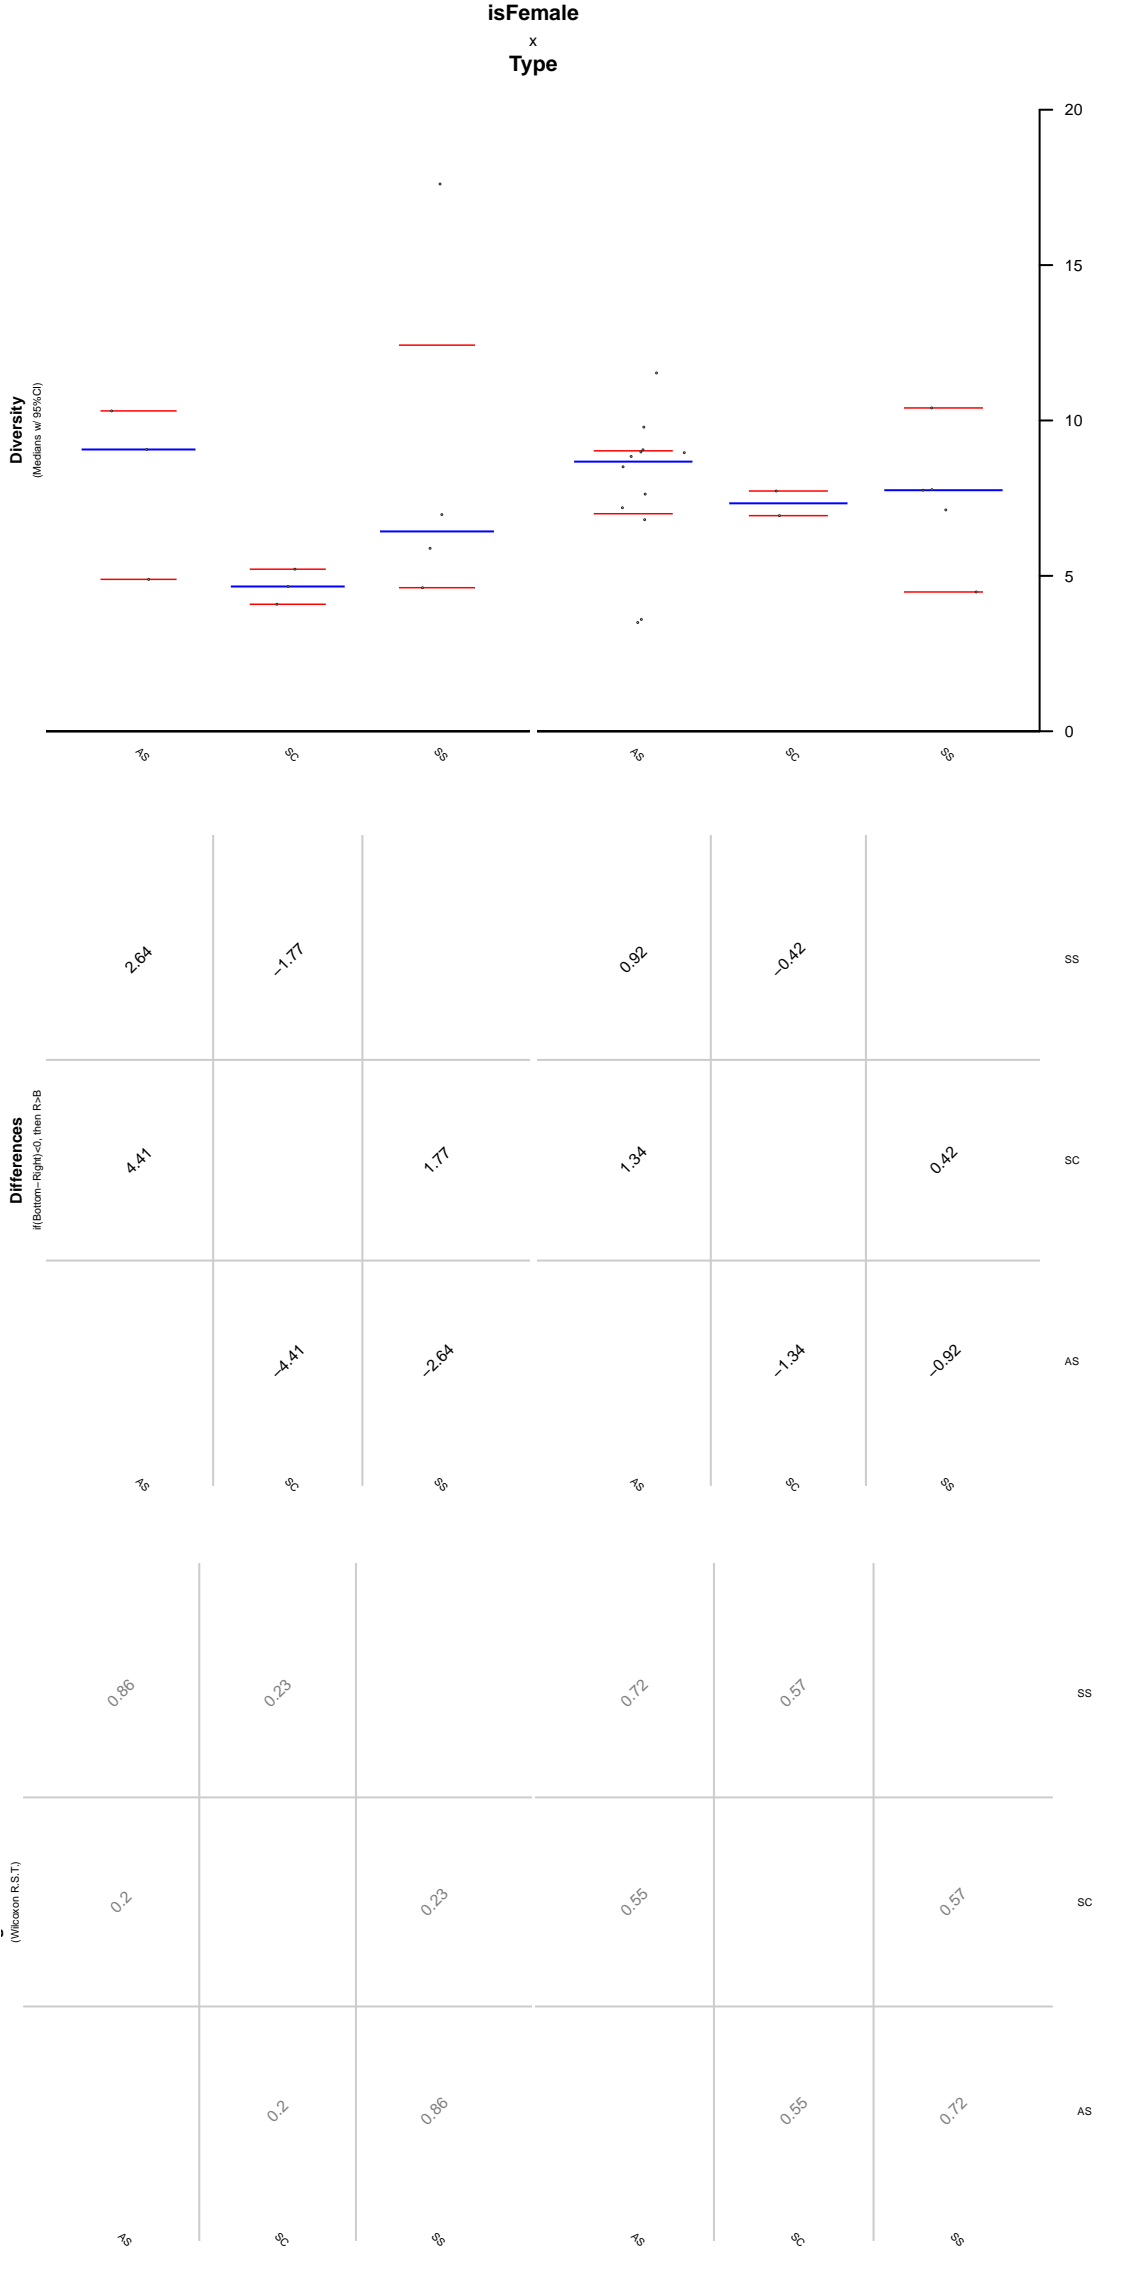 isFemale
x
Type
Diversity
(Medians w/ 95%CI)
20
15
10
5
0
AS SC SS AS SC SS
Differences
if(Bottom−Right)<0, then R>B
2.64 −1.77 0.92 −0.42 SS
4.41 1.77 1.34 0.42 SC
−4.41 −2.64 −1.34 −0.92 AS
AS SC SS AS SC SS
(Wilcoxon R.S.T.)
0.86 0.23 0.72 0.57 SS
0.2 0.23 0.55 0.57 SC
0.2 0.86 0.55 0.72 AS
AS SC SS AS SC SS